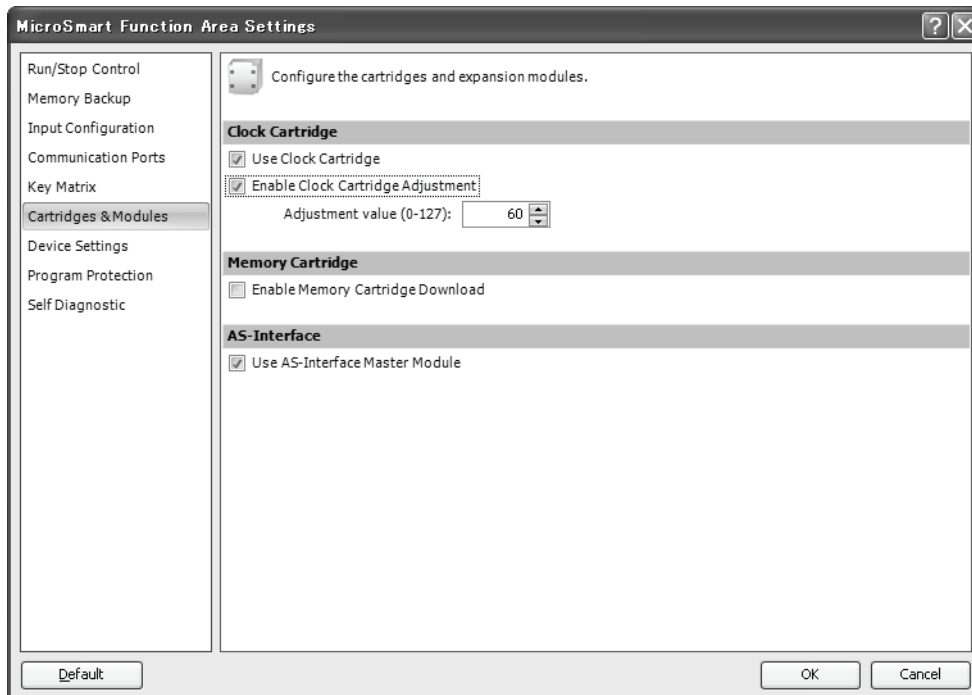 MicroSmart Function Area Settings
Run/Stop Control
Memory Backup
Input Configuration
Communication Ports
Key Matrix
Cartridges & Modules
Device Settings
Program Protection
Self Diagnostic
Configure the cartridges and expansion modules.
Clock Cartridge
Use Clock Cartridge
Enable Clock Cartridge Adjustment
Adjustment value (0-127): 60
Memory Cartridge
Enable Memory Cartridge Download
AS-Interface
Use AS-Interface Master Module
Default
OK
Cancel